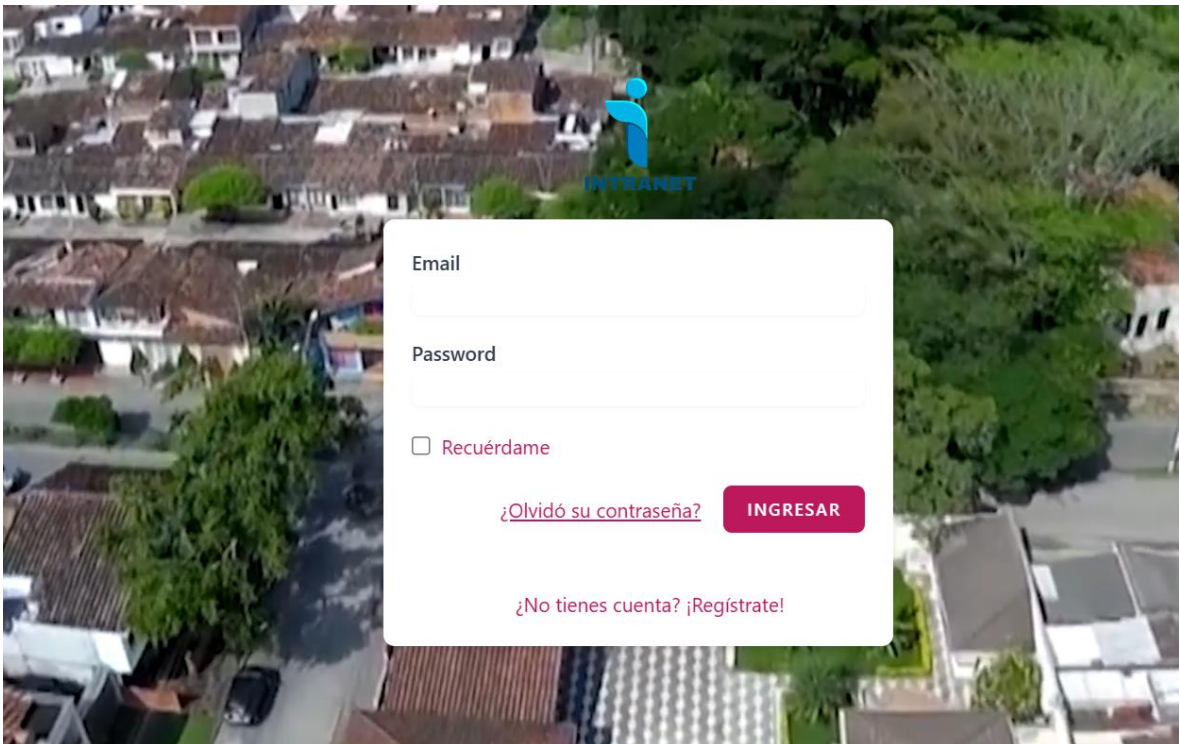 INTRANET
Email
Password
Recuérdame
¿Olvidó su contraseña? INGRESAR
¿No tienes cuenta? ¡Regístrate!